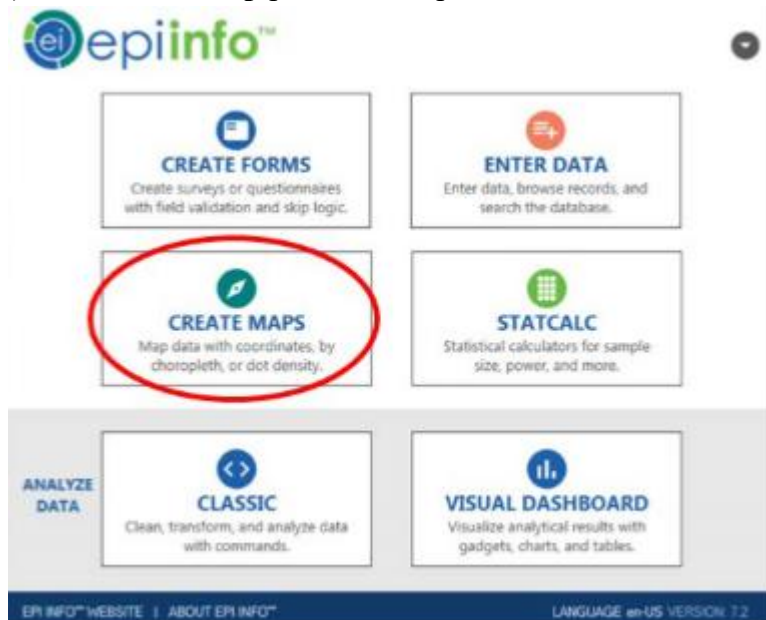 ei epiinfo™
CREATE FORMS
Create surveys or questionnaires
with field validation and skip logic.
ENTER DATA
Enter data, browse records, and
search the database.
CREATE MAPS
Map data with coordinates, by
choropleth, or dot density.
STATCALC
Statistical calculators for sample
size, power, and more.
ANALYZE
DATA
CLASSIC
Clean, transform, and analyze data
with commands.
VISUAL DASHBOARD
Visualize analytical results with
gadgets, charts, and tables.
EPI INFO™ WEBSITE | ABOUT EPI INFO™
LANGUAGE en-US VERSION: 7.2